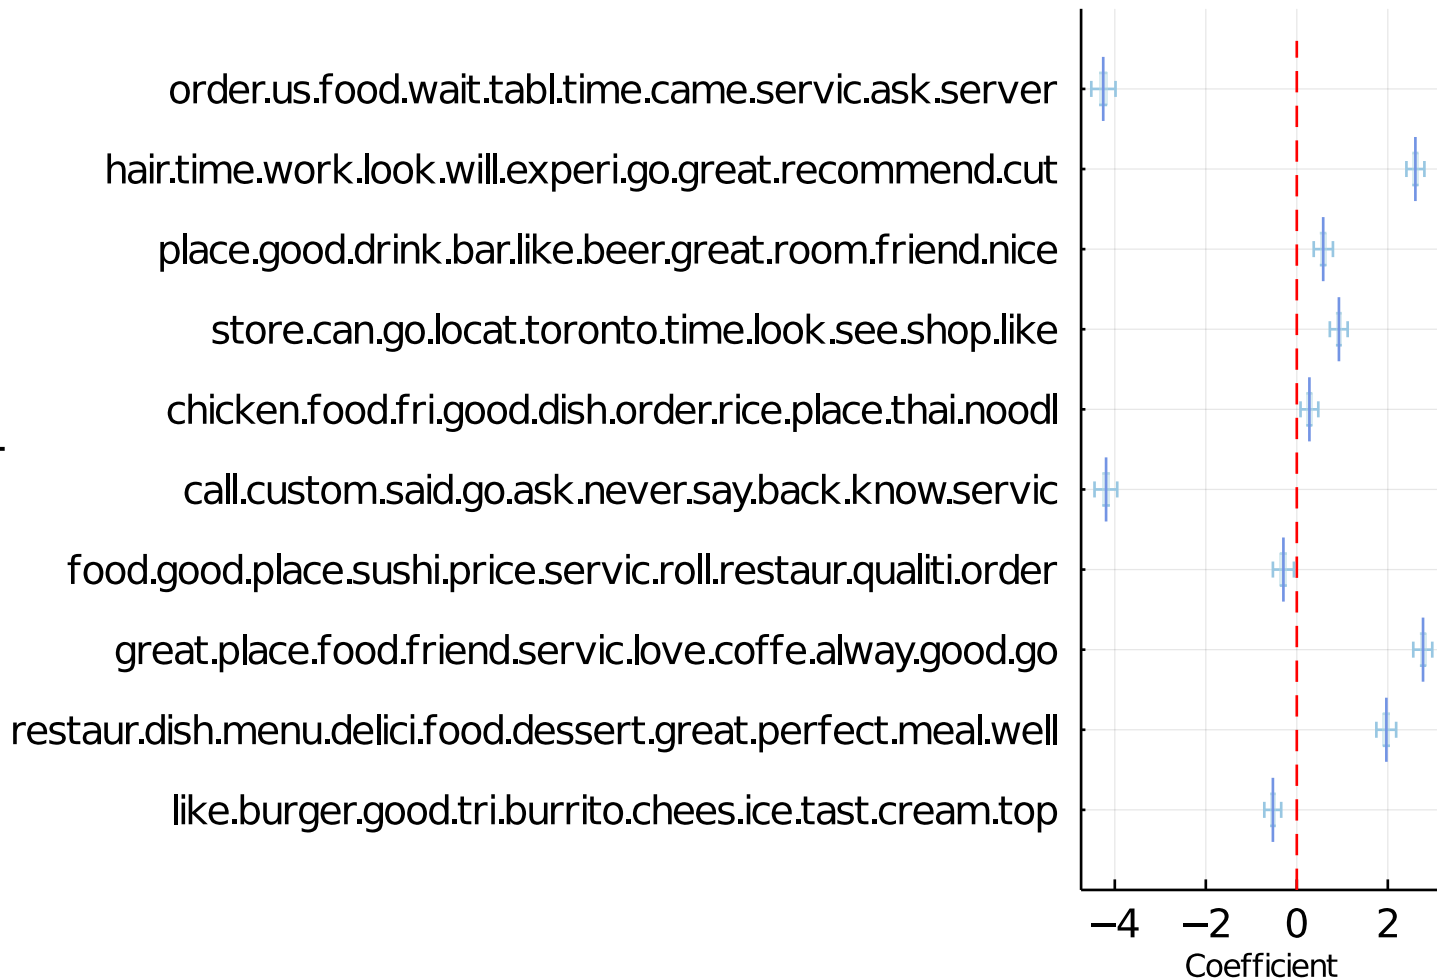 order.us.food.wait.tabl.time.came.servic.ask.server
hair.time.work.look.will.experi.go.great.recommend.cut
place.good.drink.bar.like.beer.great.room.friend.nice
store.can.go.locat.toronto.time.look.see.shop.like
chicken.food.fri.good.dish.order.rice.place.thai.noodl
call.custom.said.go.ask.never.say.back.know.servic
food.good.place.sushi.price.servic.roll.restaur.qualiti.order
great.place.food.friend.servic.love.coffe.alway.good.go
restaur.dish.menu.delici.food.dessert.great.perfect.meal.well
like.burger.good.tri.burrito.chees.ice.tast.cream.top
−4 −2 0 2
Coefficient